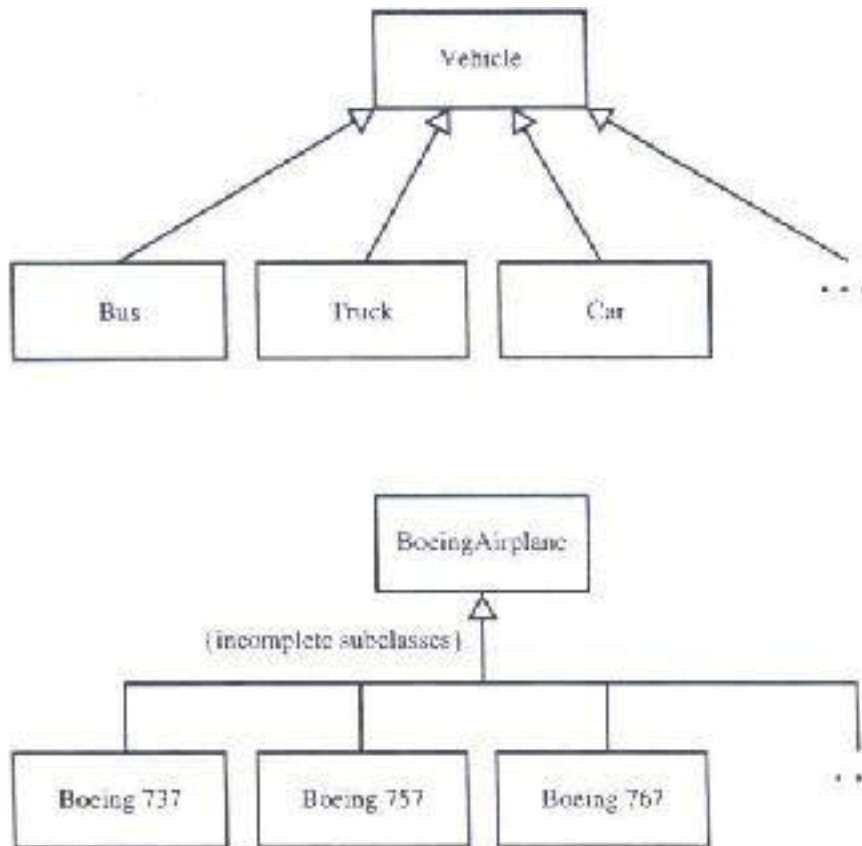 Vehicle
Bus
Truck
Car
. . .
BoeingAirplane
{incomplete subclasses}
Boeing 737
Boeing 757
Boeing 767
. . .